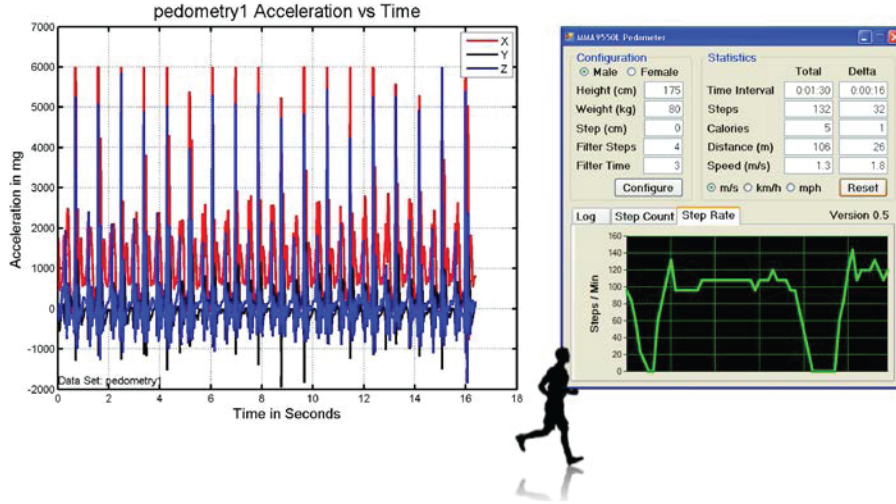 pedometry1 Acceleration vs Time
7000
6000
5000
4000
3000
2000
1000
0
-1000
-2000
Acceleration in mg
X
Y
Z
Data Set: pedometry1
0 2 4 6 8 10 12 14 16 18
Time in Seconds
MMA9550L Pedometer
Configuration
Male Female
Height (cm) 175
Weight (kg) 80
Step (cm) 0
Filter Steps 4
Filter Time 3
Configure
Statistics
Total Delta
Time Interval 0:01:30 0:00:16
Steps 132 32
Calories 5 1
Distance (m) 106 26
Speed (m/s) 1.3 1.8
m/s km/h mph Reset
Log Step Count Step Rate Version 0.5
160
140
120
100
80
60
40
20
0
Steps / Min